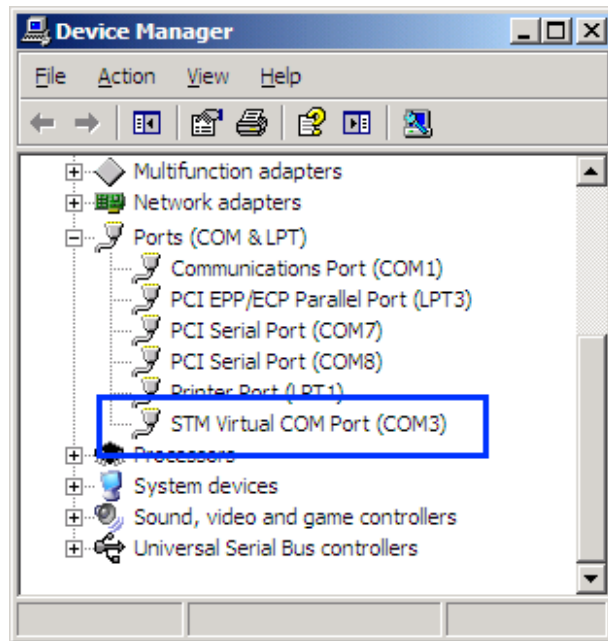 Device Manager
File Action View Help
Multifunction adapters
Network adapters
Ports (COM & LPT)
Communications Port (COM1)
PCI EPP/ECP Parallel Port (LPT3)
PCI Serial Port (COM7)
PCI Serial Port (COM8)
Printer Port (LPT1)
STM Virtual COM Port (COM3)
Processors
System devices
Sound, video and game controllers
Universal Serial Bus controllers